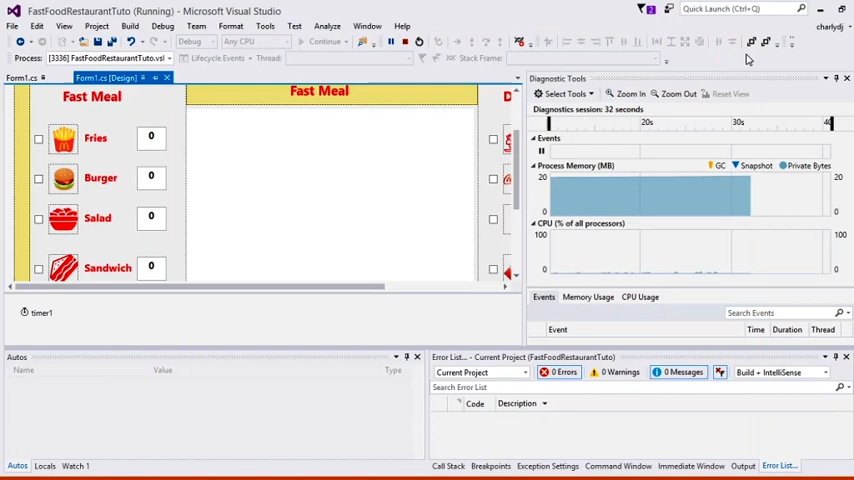 FastFoodRestaurantTuto (Running) - Microsoft Visual Studio
2
Quick Launch (Ctrl+Q)
File Edit View Project Build Debug Team Format Tools Test Analyze Window Help
charlydj
Debug Any CPU
Process: [3336] FastFoodRestaurantTuto.vsl Lifecycle Events Thread: Stack Frame:
Form1.cs Form1.cs [Design]
Fast Meal
Fast Meal
D
Fries 0
Burger 0
Salad 0
Sandwich 0
timer1
Diagnostic Tools
Select Tools Zoom In Zoom Out Reset View
Diagnostics session: 32 seconds
20s 30s 40
Events
Process Memory (MB) GC Snapshot Private Bytes
20 20
0 0
CPU (% of all processors)
100 100
0 0
Events Memory Usage CPU Usage
Search Events
Event Time Duration Thread
Autos
Name Value Type
Autos Locals Watch 1
Error List... - Current Project (FastFoodRestaurantTuto)
Current Project 0 Errors 0 Warnings 0 Messages Build + IntelliSense
Search Error List
Code Description
Call Stack Breakpoints Exception Settings Command Window Immediate Window Output Error List...